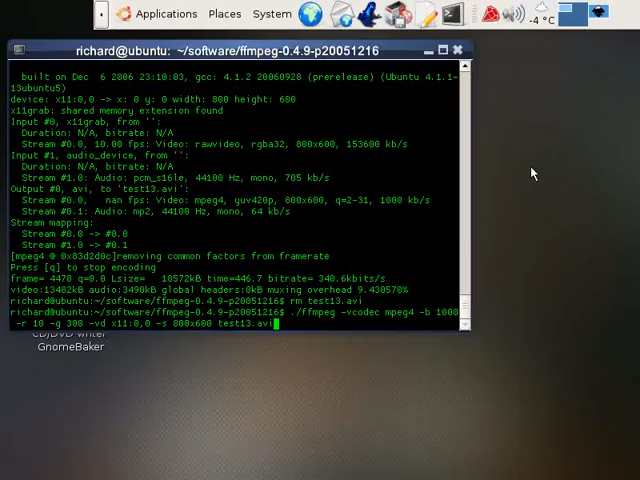 Applications Places System
-4 °C
richard@ubuntu: ~/software/ffmpeg-0.4.9-p20051216
built on Dec  6 2006 23:10:03, gcc: 4.1.2 20060928 (prerelease) (Ubuntu 4.1.1-
13ubuntu5)
device: x11:0,0 -> x: 0 y: 0 width: 800 height: 600
x11grab: shared memory extension found
Input #0, x11grab, from '':
Duration: N/A, bitrate: N/A
Stream #0.0, 10.00 fps: Video: rawvideo, rgba32, 800x600, 153600 kb/s
Input #1, audio_device, from '':
Duration: N/A, bitrate: N/A
Stream #1.0: Audio: pcm_s16le, 44100 Hz, mono, 705 kb/s
Output #0, avi, to 'test13.avi':
Stream #0.0,   nan fps: Video: mpeg4, yuv420p, 800x600, q=2-31, 1000 kb/s
Stream #0.1: Audio: mp2, 44100 Hz, mono, 64 kb/s
Stream mapping:
Stream #0.0 -> #0.0
Stream #1.0 -> #0.1
[mpeg4 @ 0x83d2d0c]removing common factors from framerate
Press [q] to stop encoding
frame= 4470 q=0.0 Lsize=   18572kB time=446.7 bitrate= 340.6kbits/s
video:13482kB audio:3490kB global headers:0kB muxing overhead 9.430570%
richard@ubuntu:~/software/ffmpeg-0.4.9-p20051216$ rm test13.avi
richard@ubuntu:~/software/ffmpeg-0.4.9-p20051216$ ./ffmpeg -vcodec mpeg4 -b 1000
-r 10 -g 300 -vd x11:0,0 -s 800x600 test13.avi
CD/DVD writer
GnomeBaker